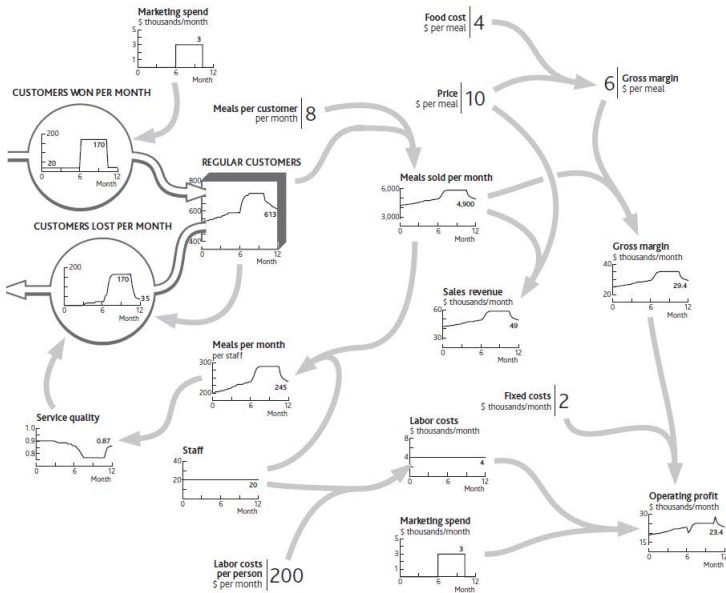 Marketing spend
$ thousands/month
5
3
1
3
0 6 12
Month
Food cost
$ per meal
4
Price
$ per meal
10
6
Gross margin
$ per meal
CUSTOMERS WON PER MONTH
200
20
170
0 6 12
Month
Meals per customer
per month
8
REGULAR CUSTOMERS
800
600
400
613
0 6 12
Month
Meals sold per month
6,000
3,000
4,900
0 6 12
Month
CUSTOMERS LOST PER MONTH
200
170
35
0 6 12
Month
Gross margin
$ thousands/month
40
20
29.4
0 6 12
Month
Sales revenue
$ thousands/month
60
30
49
0 6 12
Month
Meals per month
per staff
300
200
245
0 6 12
Month
Fixed costs
$ thousands/month
2
Service quality
1.0
0.9
0.8
0.87
0 6 12
Month
Labor costs
$ thousands/month
8
4
4
0 6 12
Month
Staff
40
20
20
0 6 12
Month
Operating profit
$ thousands/month
30
15
23.4
0 6 12
Month
Marketing spend
$ thousands/month
5
3
1
3
0 6 12
Month
Labor costs
per person
$ per month
200